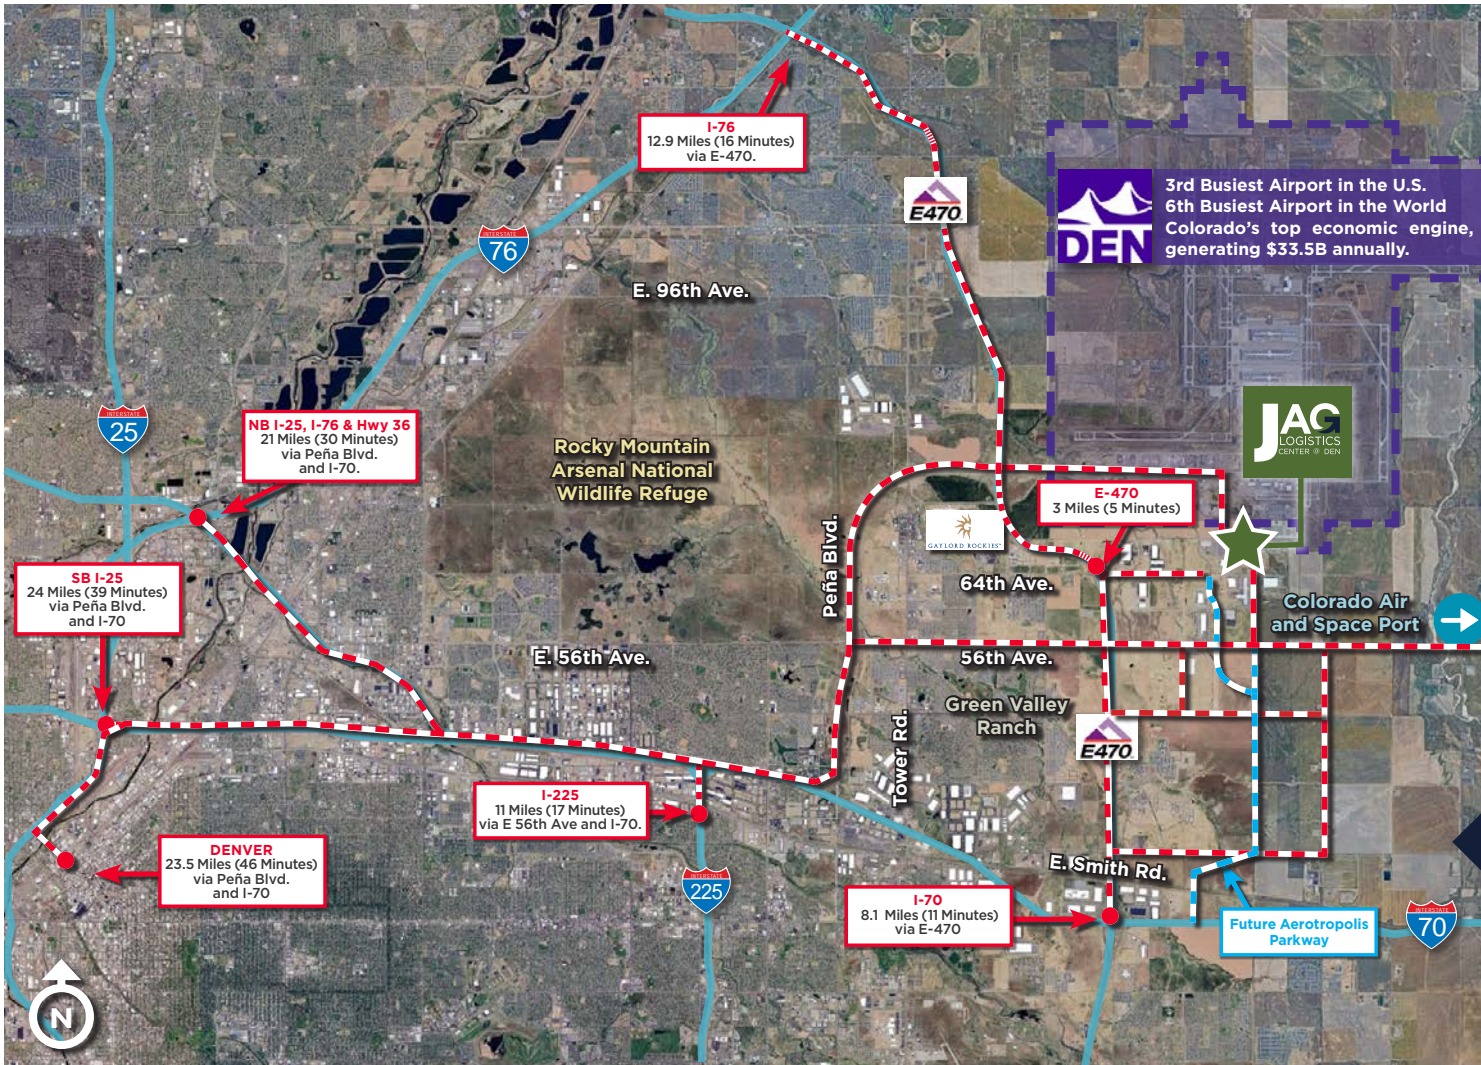 I-76
12.9 Miles (16 Minutes)
via E-470.
E470
DEN
3rd Busiest Airport in the U.S.
6th Busiest Airport in the World
Colorado's top economic engine,
generating $33.5B annually.
INTERSTATE
76
E. 96th Ave.
INTERSTATE
25
NB I-25, I-76 & Hwy 36
21 Miles (30 Minutes)
via Peña Blvd.
and I-70.
Rocky Mountain
Arsenal National
Wildlife Refuge
JAG
LOGISTICS
CENTER @ DEN
E-470
3 Miles (5 Minutes)
GAYLORD ROCKIES
Peña Blvd.
SB I-25
24 Miles (39 Minutes)
via Peña Blvd.
and I-70
64th Ave.
Colorado Air
and Space Port
E. 56th Ave.
56th Ave.
Green Valley
Ranch
Tower Rd.
E470
I-225
11 Miles (17 Minutes)
via E 56th Ave and I-70.
DENVER
23.5 Miles (46 Minutes)
via Peña Blvd.
and I-70
INTERSTATE
225
E. Smith Rd.
I-70
8.1 Miles (11 Minutes)
via E-470
Future Aerotropolis
Parkway
INTERSTATE
70
N